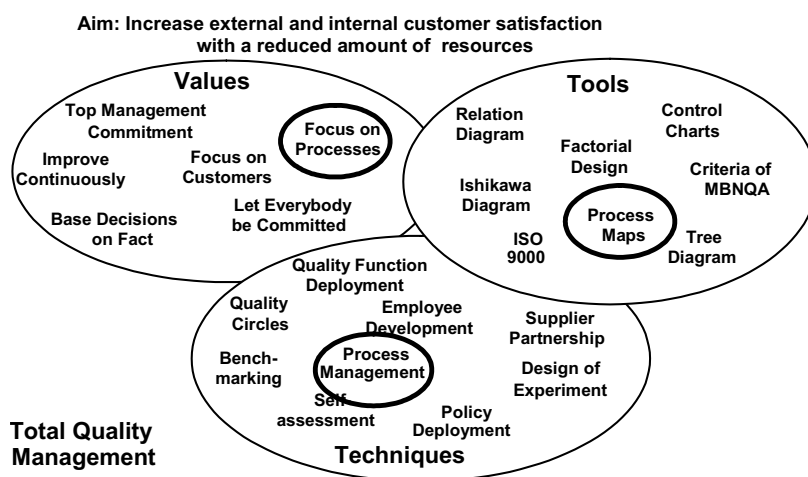 Aim: Increase external and internal customer satisfaction
with a reduced amount of resources
Values
Top Management
Commitment
Focus on
Processes
Improve
Continuously
Focus on
Customers
Base Decisions
on Fact
Let Everybody
be Committed
Tools
Relation
Diagram
Control
Charts
Factorial
Design
Criteria of
MBNQA
Ishikawa
Diagram
Process
Maps
ISO
9000
Tree
Diagram
Quality Function
Deployment
Quality
Circles
Employee
Development
Supplier
Partnership
Bench-
marking
Process
Management
Design of
Experiment
Self-
assessment
Policy
Deployment
Techniques
Total Quality
Management